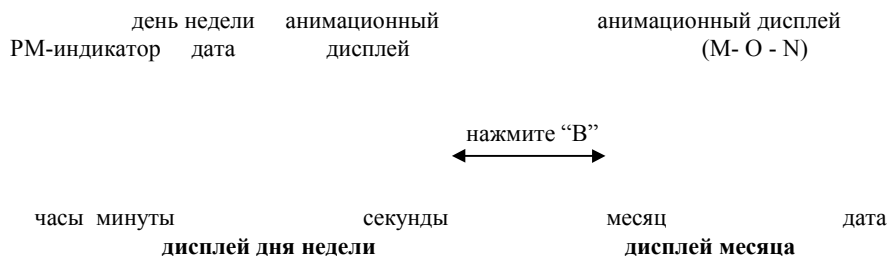 день недели анимационный анимационный дисплей
PM-индикатор дата дисплей (M- O - N)
нажмите “B”
часы минуты секунды месяц дата
дисплей дня недели дисплей месяца